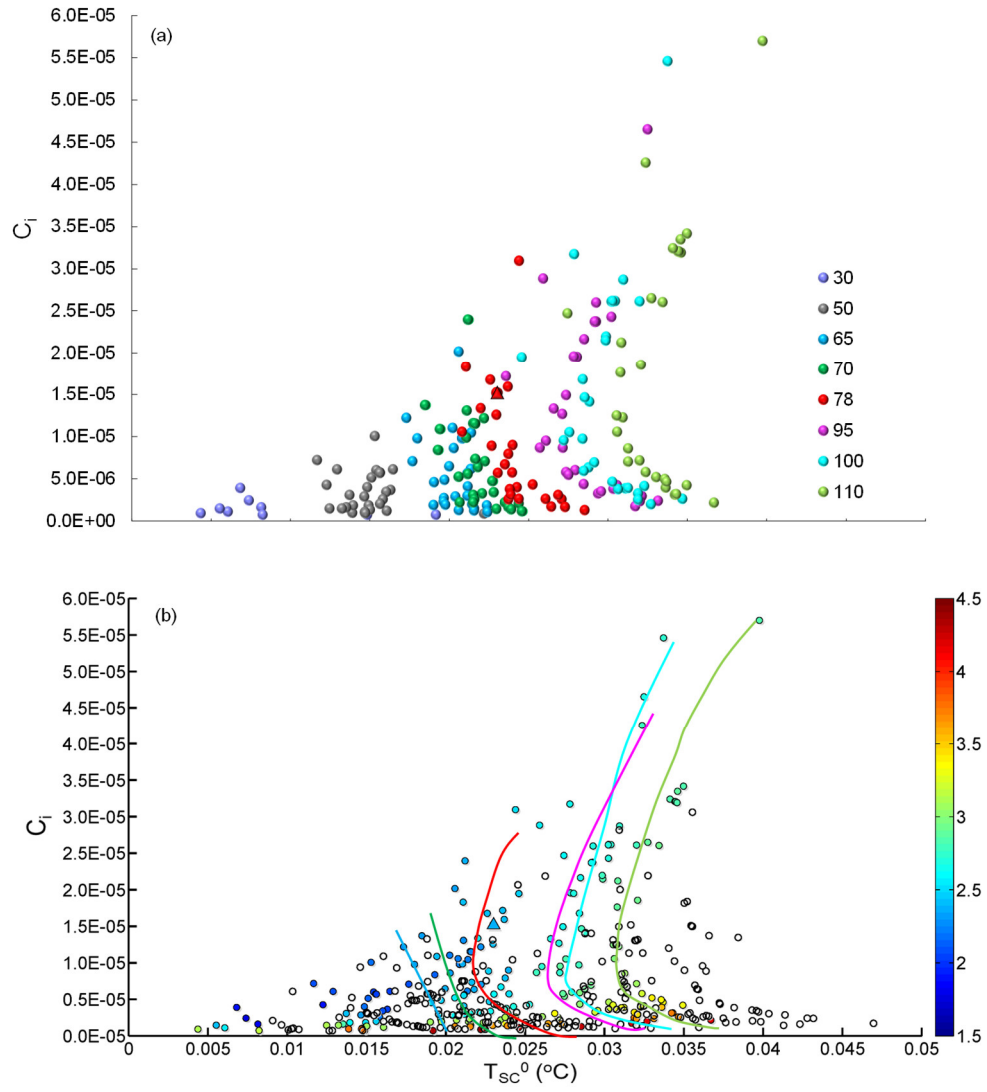 (a)
6.0E-05
5.5E-05
5.0E-05
4.5E-05
4.0E-05
3.5E-05
3.0E-05
2.5E-05
2.0E-05
1.5E-05
1.0E-05
5.0E-06
0.0E+00
Ci
30
50
65
70
78
95
100
110
(b)
6.0E-05
5.5E-05
5.0E-05
4.5E-05
4.0E-05
3.5E-05
3.0E-05
2.5E-05
2.0E-05
1.5E-05
1.0E-05
0.5E-05
0.0E-05
Ci
4.5
4
3.5
3
2.5
2
1.5
0 0.005 0.01 0.015 0.02 0.025 0.03 0.035 0.04 0.045 0.05
TSC⁰ (°C)